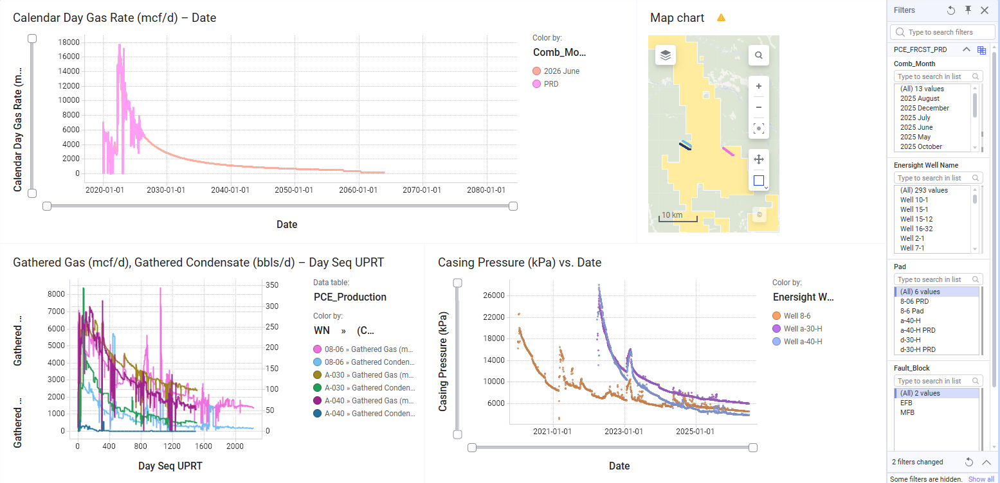 Calendar Day Gas Rate (mcf/d) – Date
Calendar Day Gas Rate (m...
18000
16000
14000
12000
10000
8000
6000
4000
2000
0
2020-01-01 2030-01-01 2040-01-01 2050-01-01 2060-01-01 2070-01-01 2080-01-01
Date
Color by:
Comb_Mo...
2026 June
PRD
Map chart
10 km
©
Gathered Gas (mcf/d), Gathered Condensate (bbls/d) – Day Seq UPRT
Gathered ...
Gathered ...
8000
7000
6000
5000
4000
3000
2000
1000
0
350
300
250
200
150
100
50
0
0 400 800 1200 1600 2000
Day Seq UPRT
Data table:
PCE_Production
Color by:
WN » (C...
08-06 » Gathered Gas (m...
08-06 » Gathered Conden...
A-030 » Gathered Gas (m...
A-030 » Gathered Conden...
A-040 » Gathered Gas (m...
A-040 » Gathered Conden...
Casing Pressure (kPa) vs. Date
Casing Pressure (kPa)
26000
22000
18000
14000
10000
6000
2021-01-01 2023-01-01 2025-01-01
Date
Color by:
Enersight W...
Well 8-6
Well a-30-H
Well a-40-H
Filters
Type to search filters
PCE_FRCST_PRD
Comb_Month
Type to search in list
(All) 13 values
2025 August
2025 December
2025 July
2025 June
2025 May
2025 October
Enersight Well Name
Type to search in list
(All) 293 values
Well 10-1
Well 15-1
Well 15-12
Well 16-32
Well 2-1
Well 7-1
Pad
Type to search in list
(All) 6 values
8-06 PRD
8-6 Pad
a-40-H
a-40-H PRD
d-30-H
d-30-H PRD
Fault_Block
Type to search in list
(All) 2 values
EFB
MFB
2 filters changed
Some filters are hidden. Show all